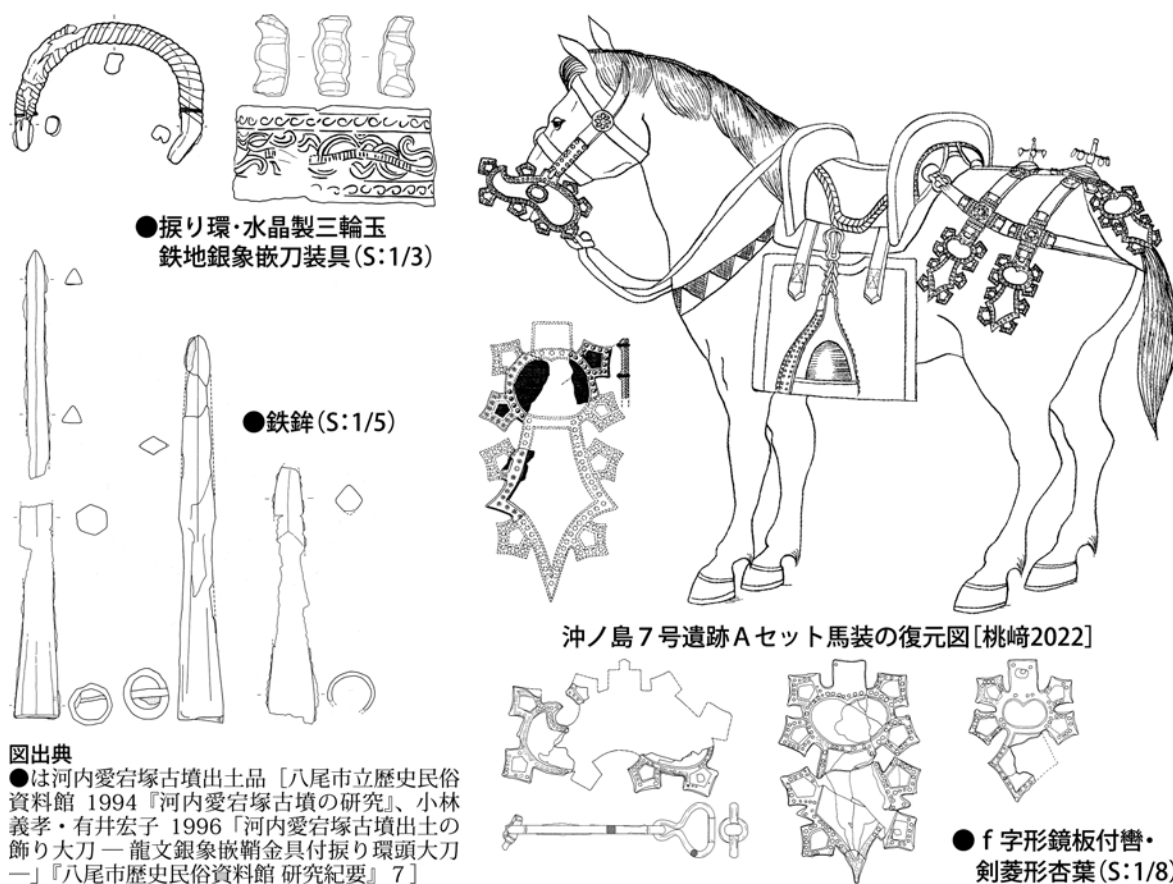 ●捩り環・水晶製三輪玉
鉄地銀象嵌刀装具(S:1/3)
●鉄鉾(S:1/5)
沖ノ島7号遺跡Aセット馬装の復元図[桃﨑2022]
図出典
●は河内愛宕塚古墳出土品[八尾市立歴史民俗
資料館 1994『河内愛宕塚古墳の研究』、小林
義孝・有井宏子 1996「河内愛宕塚古墳出土の
飾り大刀 ― 龍文銀象嵌鞘金具付捩り環頭大刀
―」『八尾市歴史民俗資料館 研究紀要』 7]
●f字形鏡板付轡・
剣菱形杏葉(S:1/8)